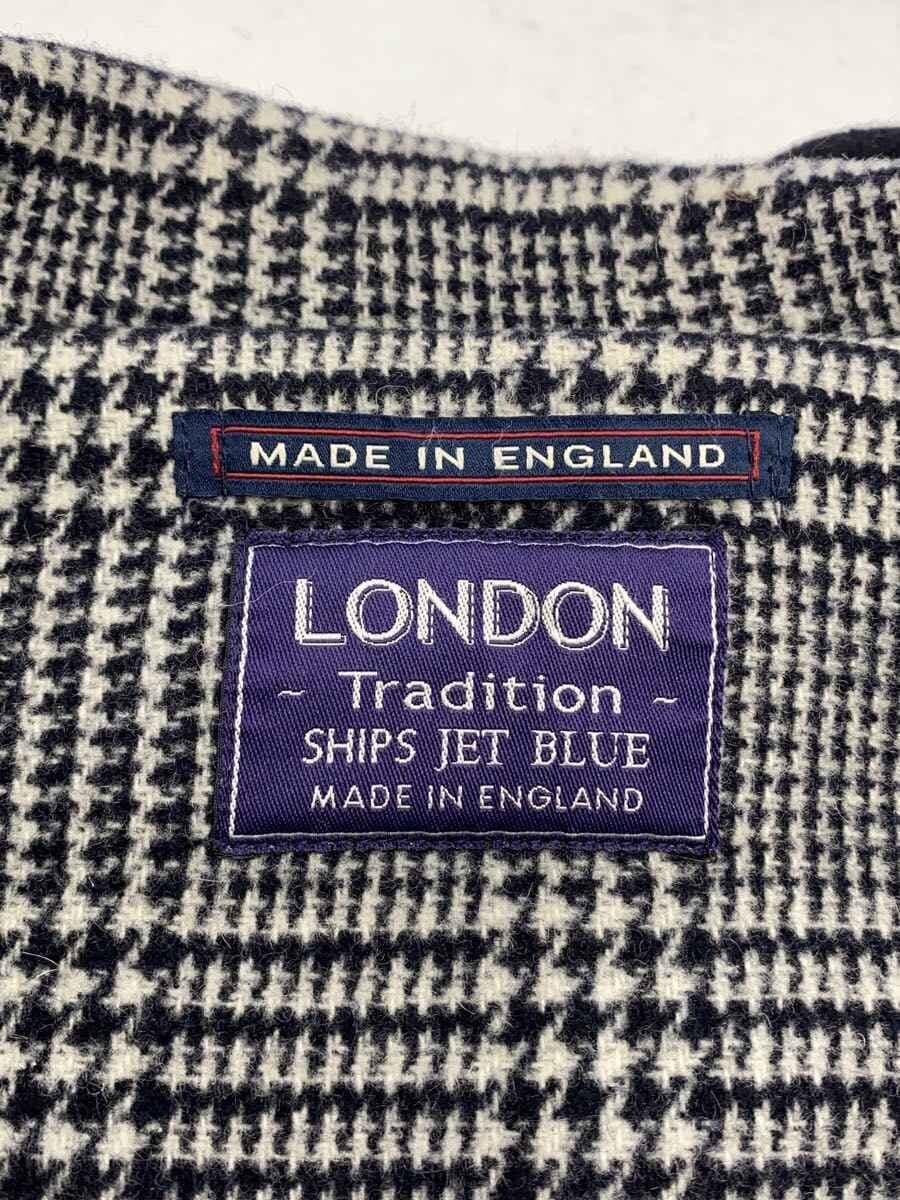 MADE IN ENGLAND
LONDON
~ Tradition ~
SHIPS JET BLUE
MADE IN ENGLAND